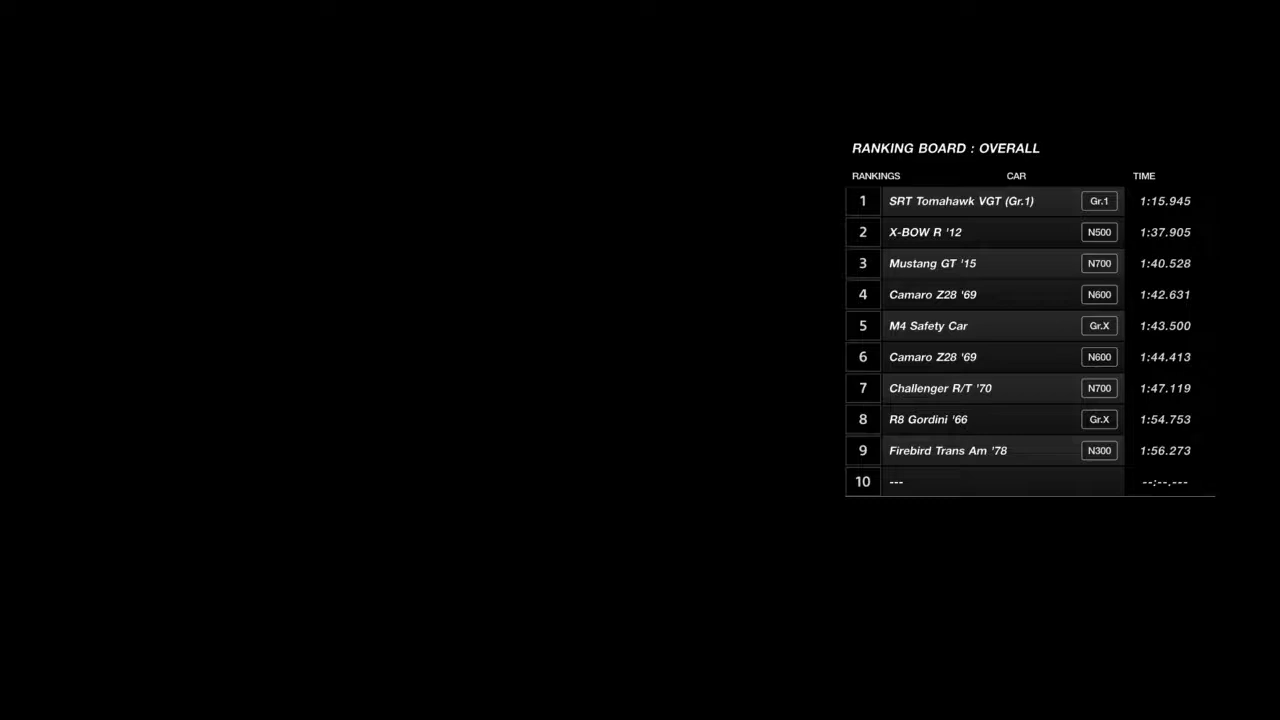 RANKING BOARD : OVERALL
RANKINGS CAR TIME
1 SRT Tomahawk VGT (Gr.1) Gr.1 1:15.945
2 X-BOW R '12 N500 1:37.905
3 Mustang GT '15 N700 1:40.528
4 Camaro Z28 '69 N600 1:42.631
5 M4 Safety Car Gr.X 1:43.500
6 Camaro Z28 '69 N600 1:44.413
7 Challenger R/T '70 N700 1:47.119
8 R8 Gordini '66 Gr.X 1:54.753
9 Firebird Trans Am '78 N300 1:56.273
10 --- --:--.---